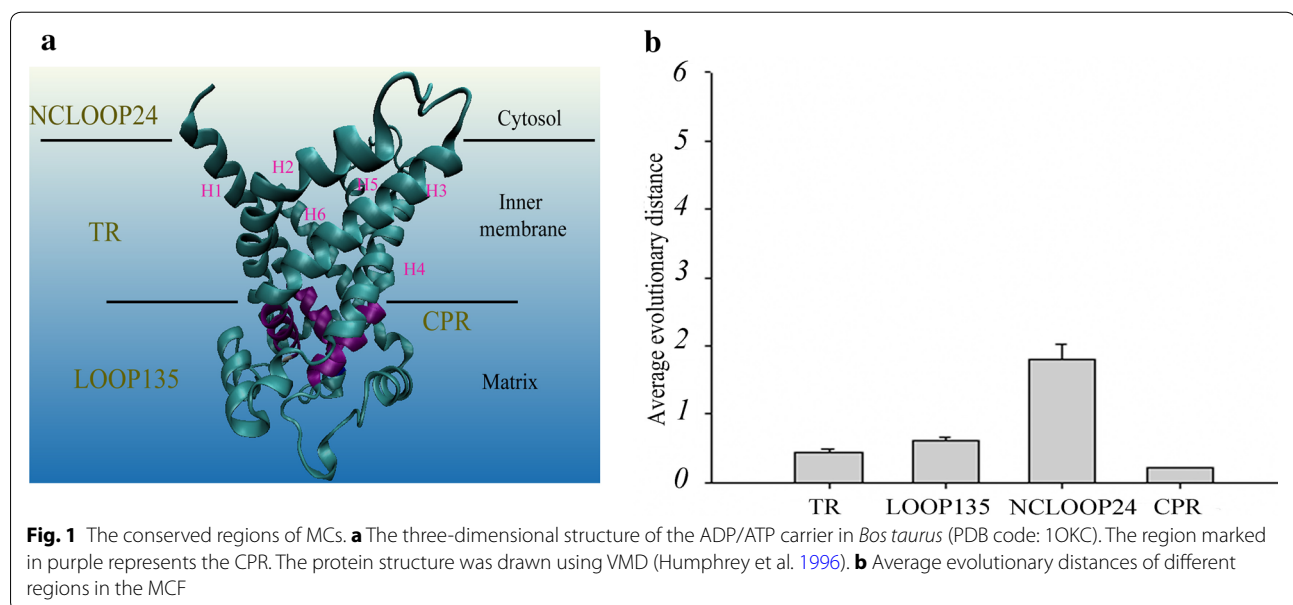 a
NCLOOP24
Cytosol
H2
H1
H5
H3
H6
TR
Inner
membrane
H4
CPR
LOOP135
Matrix
b
6
5
4
3
2
1
0
Average evolutionary distance
TR LOOP135 NCLOOP24 CPR
Fig. 1 The conserved regions of MCs. a The three-dimensional structure of the ADP/ATP carrier in Bos taurus (PDB code: 1OKC). The region marked
in purple represents the CPR. The protein structure was drawn using VMD (Humphrey et al. 1996). b Average evolutionary distances of different
regions in the MCF